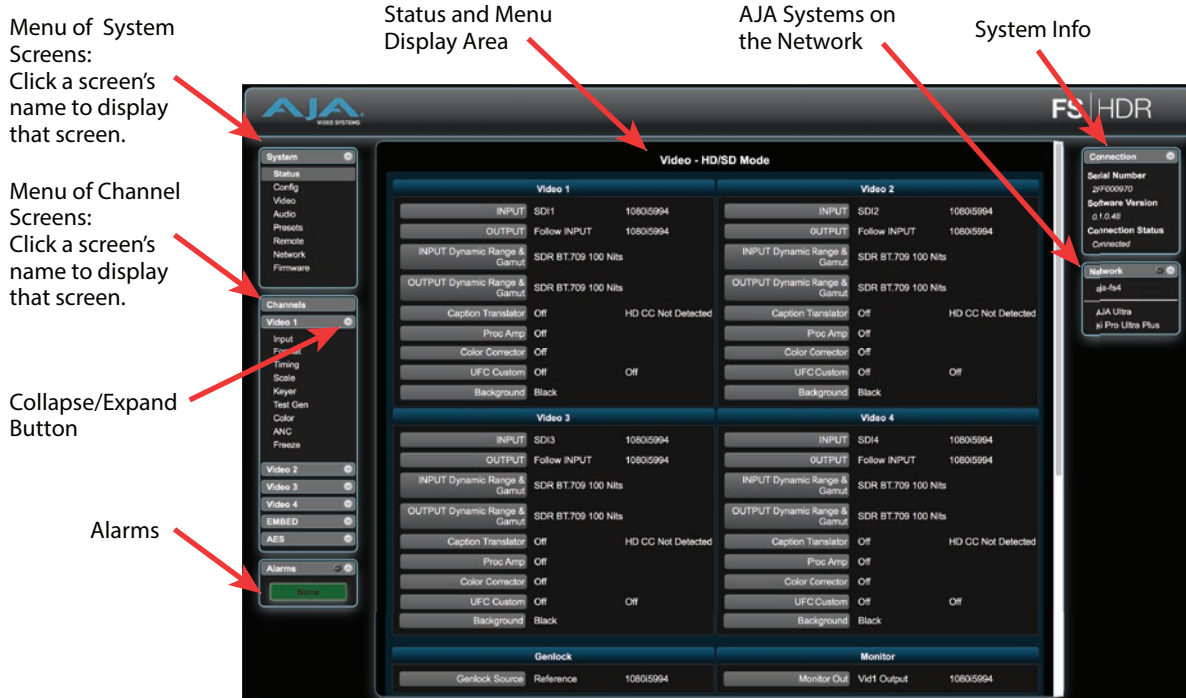 Menu of System
Screens:
Click a screen's
name to display
that screen.
Status and Menu
Display Area
AJA Systems on
the Network
System Info
Menu of Channel
Screens:
Click a screen's
name to display
that screen.
Collapse/Expand
Button
Alarms
AJA
VIDEO SYSTEMS
FS|HDR
System
Status
Config
Video
Audio
Presets
Remote
Network
Firmware
Channels
Video 1
Input
Format
Timing
Scale
Keyer
Test Gen
Color
ANC
Freeze
Video 2
Video 3
Video 4
EMBED
AES
Alarms
None
Video - HD/SD Mode
Video 1
INPUT SDI1 1080i5994
OUTPUT Follow INPUT 1080i5994
INPUT Dynamic Range &
Gamut SDR BT.709 100 Nits
OUTPUT Dynamic Range &
Gamut SDR BT.709 100 Nits
Caption Translator Off HD CC Not Detected
Proc Amp Off
Color Corrector Off
UFC Custom Off Off
Background Black
Video 2
INPUT SDI2 1080i5994
OUTPUT Follow INPUT 1080i5994
INPUT Dynamic Range &
Gamut SDR BT.709 100 Nits
OUTPUT Dynamic Range &
Gamut SDR BT.709 100 Nits
Caption Translator Off HD CC Not Detected
Proc Amp Off
Color Corrector Off
UFC Custom Off Off
Background Black
Video 3
INPUT SDI3 1080i5994
OUTPUT Follow INPUT 1080i5994
INPUT Dynamic Range &
Gamut SDR BT.709 100 Nits
OUTPUT Dynamic Range &
Gamut SDR BT.709 100 Nits
Caption Translator Off HD CC Not Detected
Proc Amp Off
Color Corrector Off
UFC Custom Off Off
Background Black
Video 4
INPUT SDI4 1080i5994
OUTPUT Follow INPUT 1080i5994
INPUT Dynamic Range &
Gamut SDR BT.709 100 Nits
OUTPUT Dynamic Range &
Gamut SDR BT.709 100 Nits
Caption Translator Off HD CC Not Detected
Proc Amp Off
Color Corrector Off
UFC Custom Off Off
Background Black
Genlock
Genlock Source Reference 1080i5994
Monitor
Monitor Out Vid1 Output 1080i5994
Connection
Serial Number
2FF000970
Software Version
0.1.0.48
Connection Status
Connected
Network
aja-fs4
AJA Ultra
Ki Pro Ultra Plus